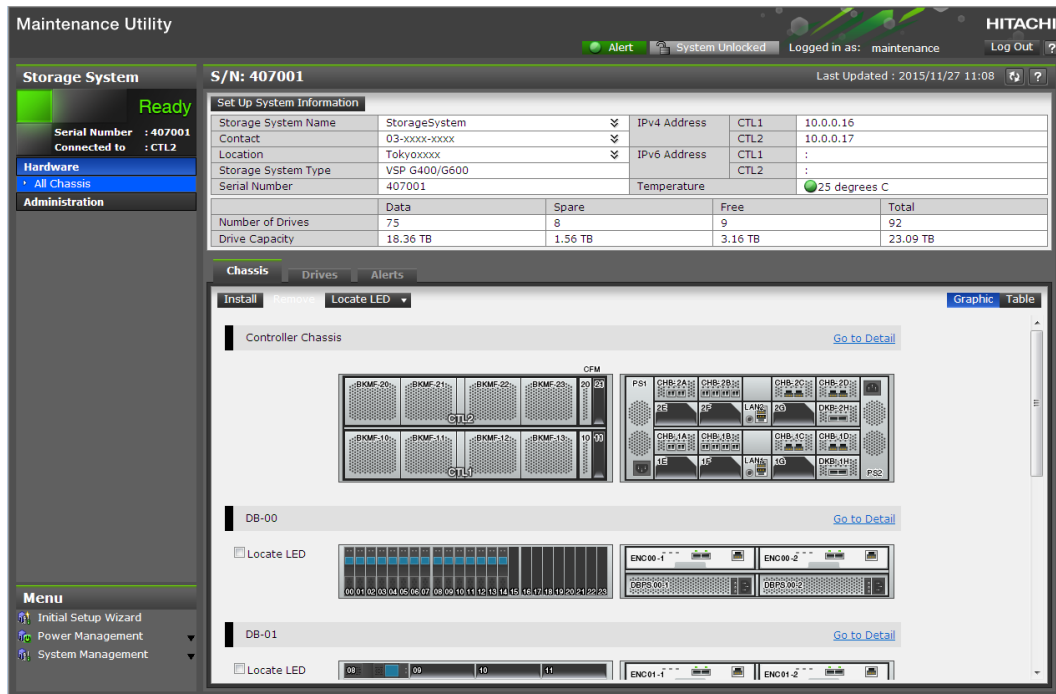 Maintenance Utility
HITACHI
Alert System Unlocked Logged in as: maintenance Log Out ?
Storage System
Ready
Serial Number : 407001
Connected to : CTL2
Hardware
All Chassis
Administration
S/N: 407001 Last Updated : 2015/11/27 11:08 ?
Set Up System Information
Storage System Name StorageSystem IPv4 Address CTL1 10.0.0.16
Contact 03-xxxx-xxxx CTL2 10.0.0.17
Location Tokyoxxxx IPv6 Address CTL1 :
Storage System Type VSP G400/G600 CTL2 :
Serial Number 407001 Temperature 25 degrees C
Data Spare Free Total
Number of Drives 75 8 9 92
Drive Capacity 18.36 TB 1.56 TB 3.16 TB 23.09 TB
Chassis Drives Alerts
Install Remove Locate LED Graphic Table
Controller Chassis Go to Detail
CFM
BKMF-20 BKMF-21 BKMF-22 BKMF-23 20 23
CTL2
BKMF-10 BKMF-11 BKMF-12 BKMF-13 10
CTL1
PS1 CHB-2A CHB-2B CHB-2C CHB-2D
2E 2F LAN2 2G DKB-2H
CHB-1A CHB-1B CHB-1C CHB-1D
1E 1F 1G DKB-1H
PS2
DB-00 Go to Detail
Locate LED
00 01 02 03 04 05 06 07 08 09 10 11 12 13 14 15 16 17 18 19 20 21 22 23
ENC00-1 ENC00-2
DBPS00-1 DBPS00-2
DB-01 Go to Detail
Locate LED 08 09 10 11 ENC01-1 ENC01-2
Menu
Initial Setup Wizard
Power Management
System Management